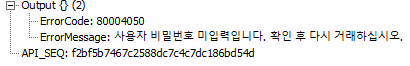 Output {} (2)
ErrorCode: 80004050
ErrorMessage: 사용자 비밀번호 미입력입니다. 확인 후 다시 거래하십시오.
API_SEQ: f2bf5b7467c2588dc7c4c7dc186bd54d